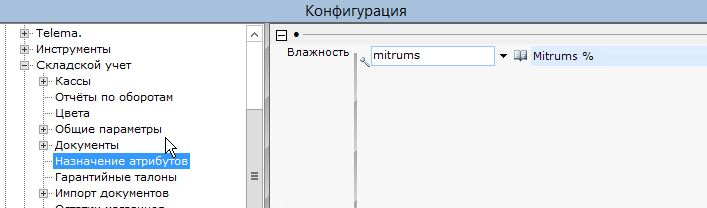 Конфигурация
Telema.
Инструменты
Складской учет
Кассы
Отчёты по оборотам
Цвета
Общие параметры
Документы
Назначение атрибутов
Гарантийные талоны
Импорт документов
Влажность mitrums Mitrums %